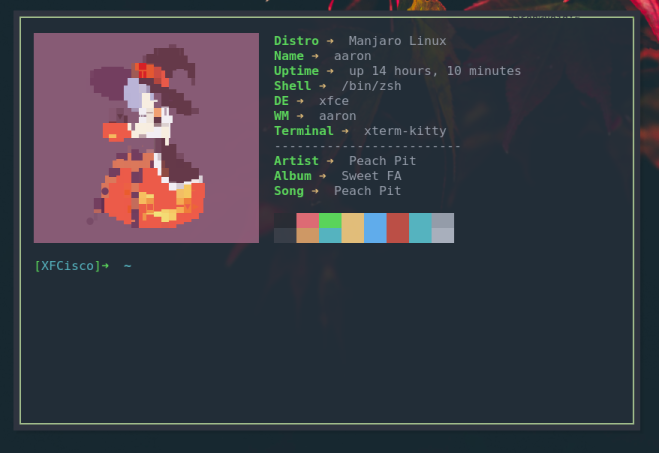 Distro ➜ Manjaro Linux
Name ➜ aaron
Uptime ➜ up 14 hours, 10 minutes
Shell ➜ /bin/zsh
DE ➜ xfce
WM ➜ aaron
Terminal ➜ xterm-kitty
-------------------------
Artist ➜ Peach Pit
Album ➜ Sweet FA
Song ➜ Peach Pit
[XFCisco]➜ ~